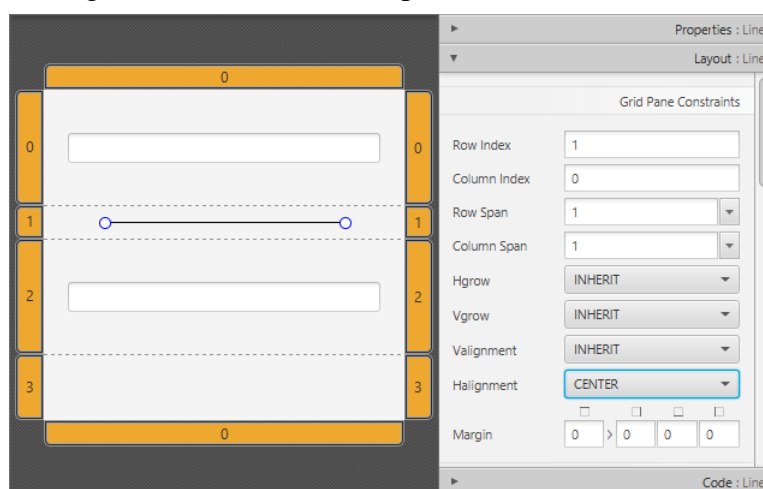 Properties : Line
Layout : Line
0
Grid Pane Constraints
0
0
Row Index
1
Column Index
0
Row Span
1
1
1
Column Span
1
Hgrow
INHERIT
2
2
Vgrow
INHERIT
Valignment
INHERIT
3
3
Halignment
CENTER
0
Margin
0 > 0 0 0
Code : Line